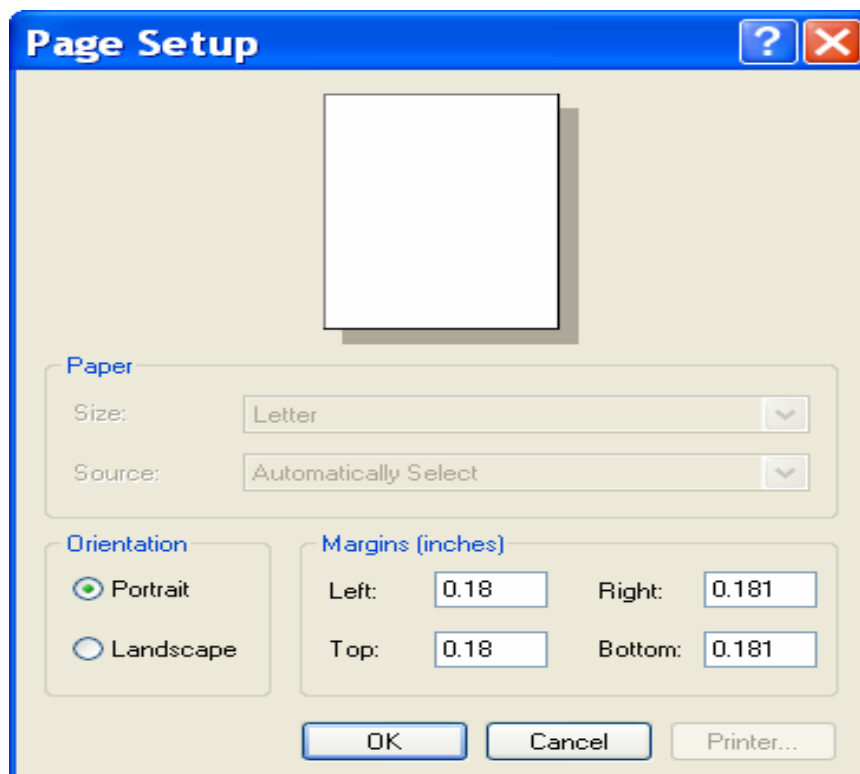 Page Setup
Paper
Size: Letter
Source: Automatically Select
Orientation Margins (inches)
Portrait Left: 0.18 Right: 0.181
Landscape Top: 0.18 Bottom: 0.181
OK Cancel Printer...